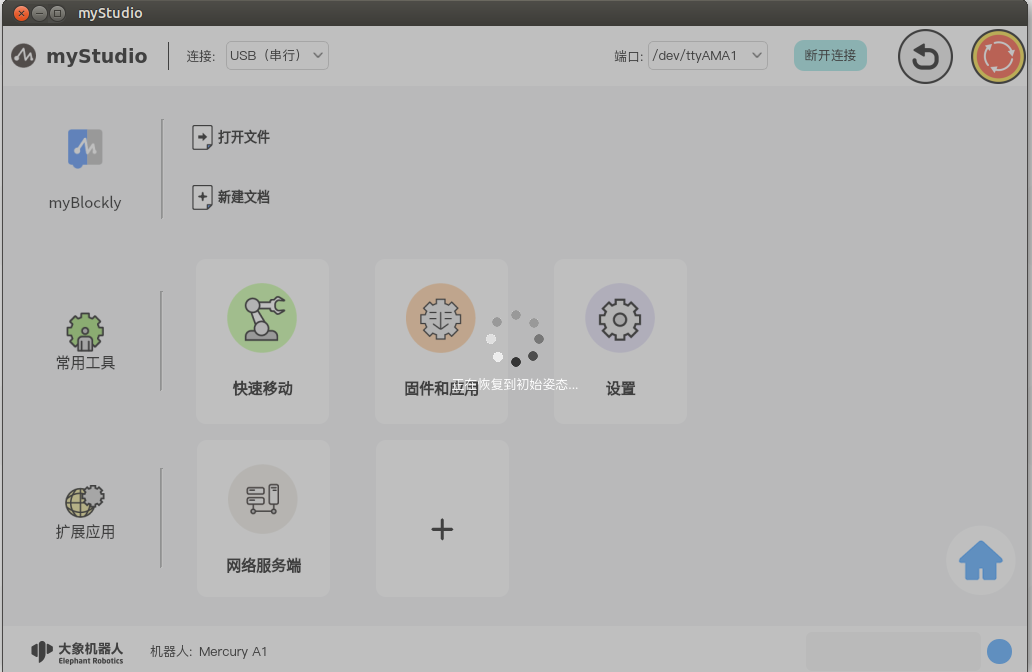 myStudio
myStudio
连接:
USB（串行）
端口:
/dev/ttyAMA1
断开连接
myBlockly
打开文件
新建文档
常用工具
快速移动
固件和应用
设置
正在恢复到初始姿态...
扩展应用
网络服务端
大象机器人
Elephant Robotics
机器人: Mercury A1